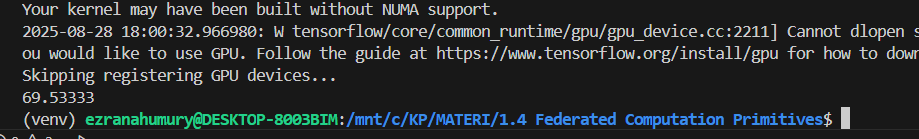 Your kernel may have been built without NUMA support.
2025-08-28 18:00:32.966980: W tensorflow/core/common_runtime/gpu/gpu_device.cc:2211] Cannot dlopen s
ou would like to use GPU. Follow the guide at https://www.tensorflow.org/install/gpu for how to down
Skipping registering GPU devices...
69.53333
(venv) ezranahumury@DESKTOP-8003BIM:/mnt/c/KP/MATERI/1.4 Federated Computation Primitives$